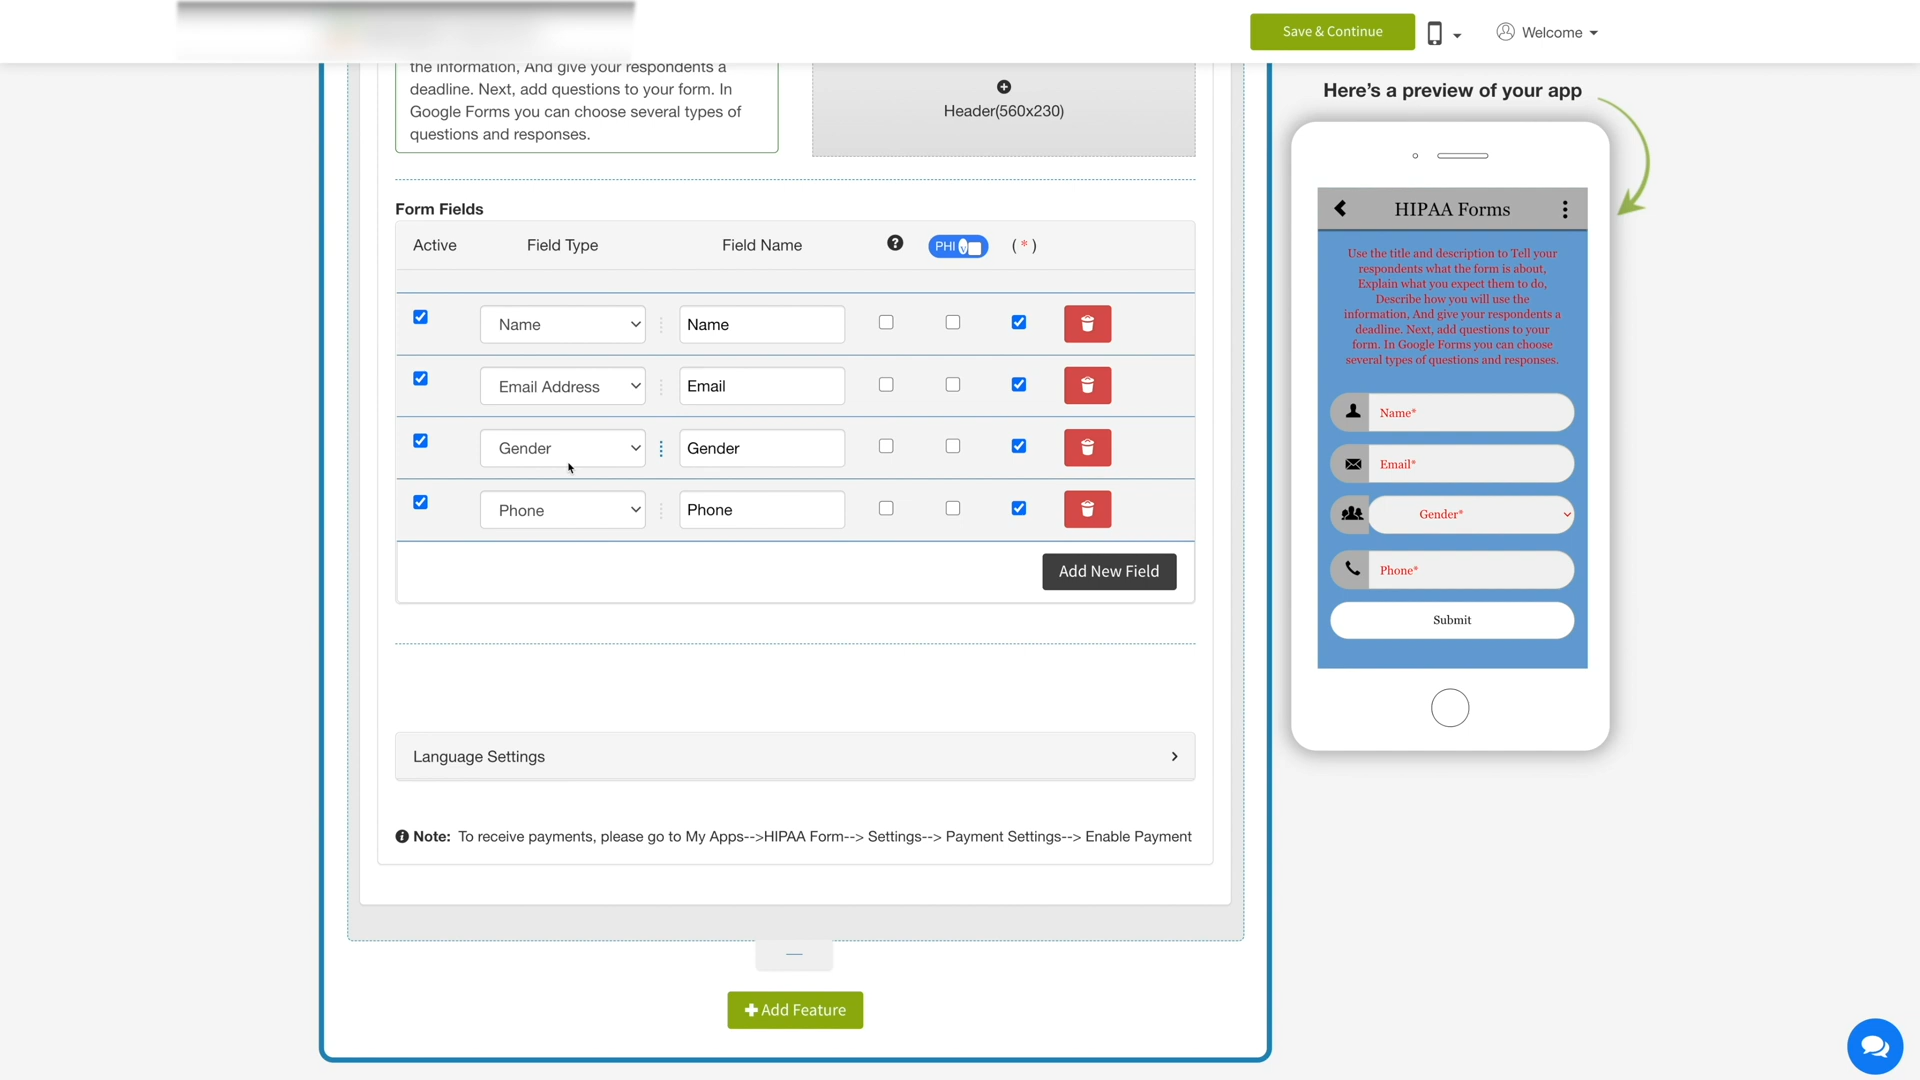 Save & Continue
Welcome
the information, And give your respondents a
deadline. Next, add questions to your form. In
Google Forms you can choose several types of
questions and responses.
Header(560x230)
Form Fields
Active Field Type Field Name ? PHI (*)
Name Name
Email Address Email
Gender Gender
Phone Phone
Add New Field
Language Settings
Note: To receive payments, please go to My Apps-->HIPAA Form--> Settings--> Payment Settings--> Enable Payment
Add Feature
Here's a preview of your app
HIPAA Forms
Use the title and description to Tell your
respondents what the form is about,
Explain what you expect them to do,
Describe how you will use the
information, And give your respondents a
deadline. Next, add questions to your
form. In Google Forms you can choose
several types of questions and responses.
Name*
Email*
Gender*
Phone*
Submit